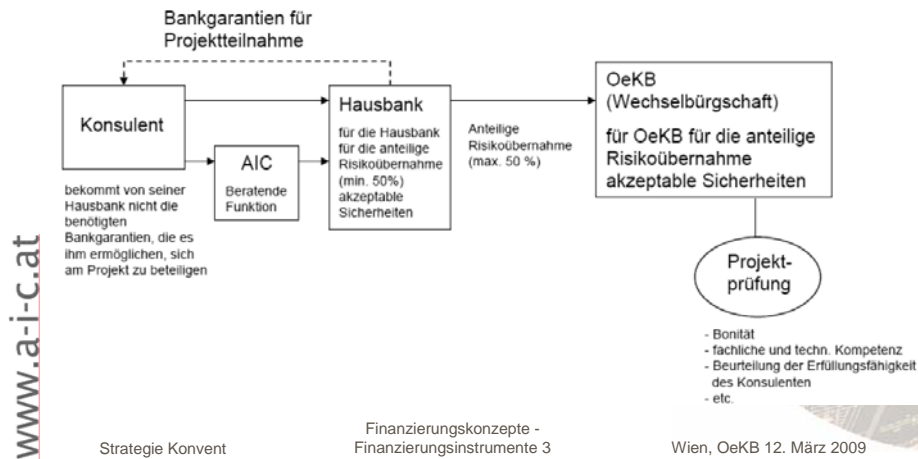 Bankgarantien für
Projektteilnahme
Konsulent
bekommt von seiner
Hausbank nicht die
benötigten
Bankgarantien, die es
ihm ermöglichen, sich
am Projekt zu beteiligen
AIC
Beratende
Funktion
Hausbank
für die Hausbank
für die anteilige
Risikoübernahme
(min. 50%)
akzeptable
Sicherheiten
Anteilige
Risikoübernahme
(max. 50 %)
OeKB
(Wechselbürgschaft)
für OeKB für die anteilige
Risikoübernahme
akzeptable Sicherheiten
Projekt-
prüfung
- Bonität
- fachliche und techn. Kompetenz
- Beurteilung der Erfüllungsfähigkeit
des Konsulenten
- etc.
www.a-i-c.at
Strategie Konvent
Finanzierungskonzepte -
Finanzierungsinstrumente 3
Wien, OeKB 12. März 2009